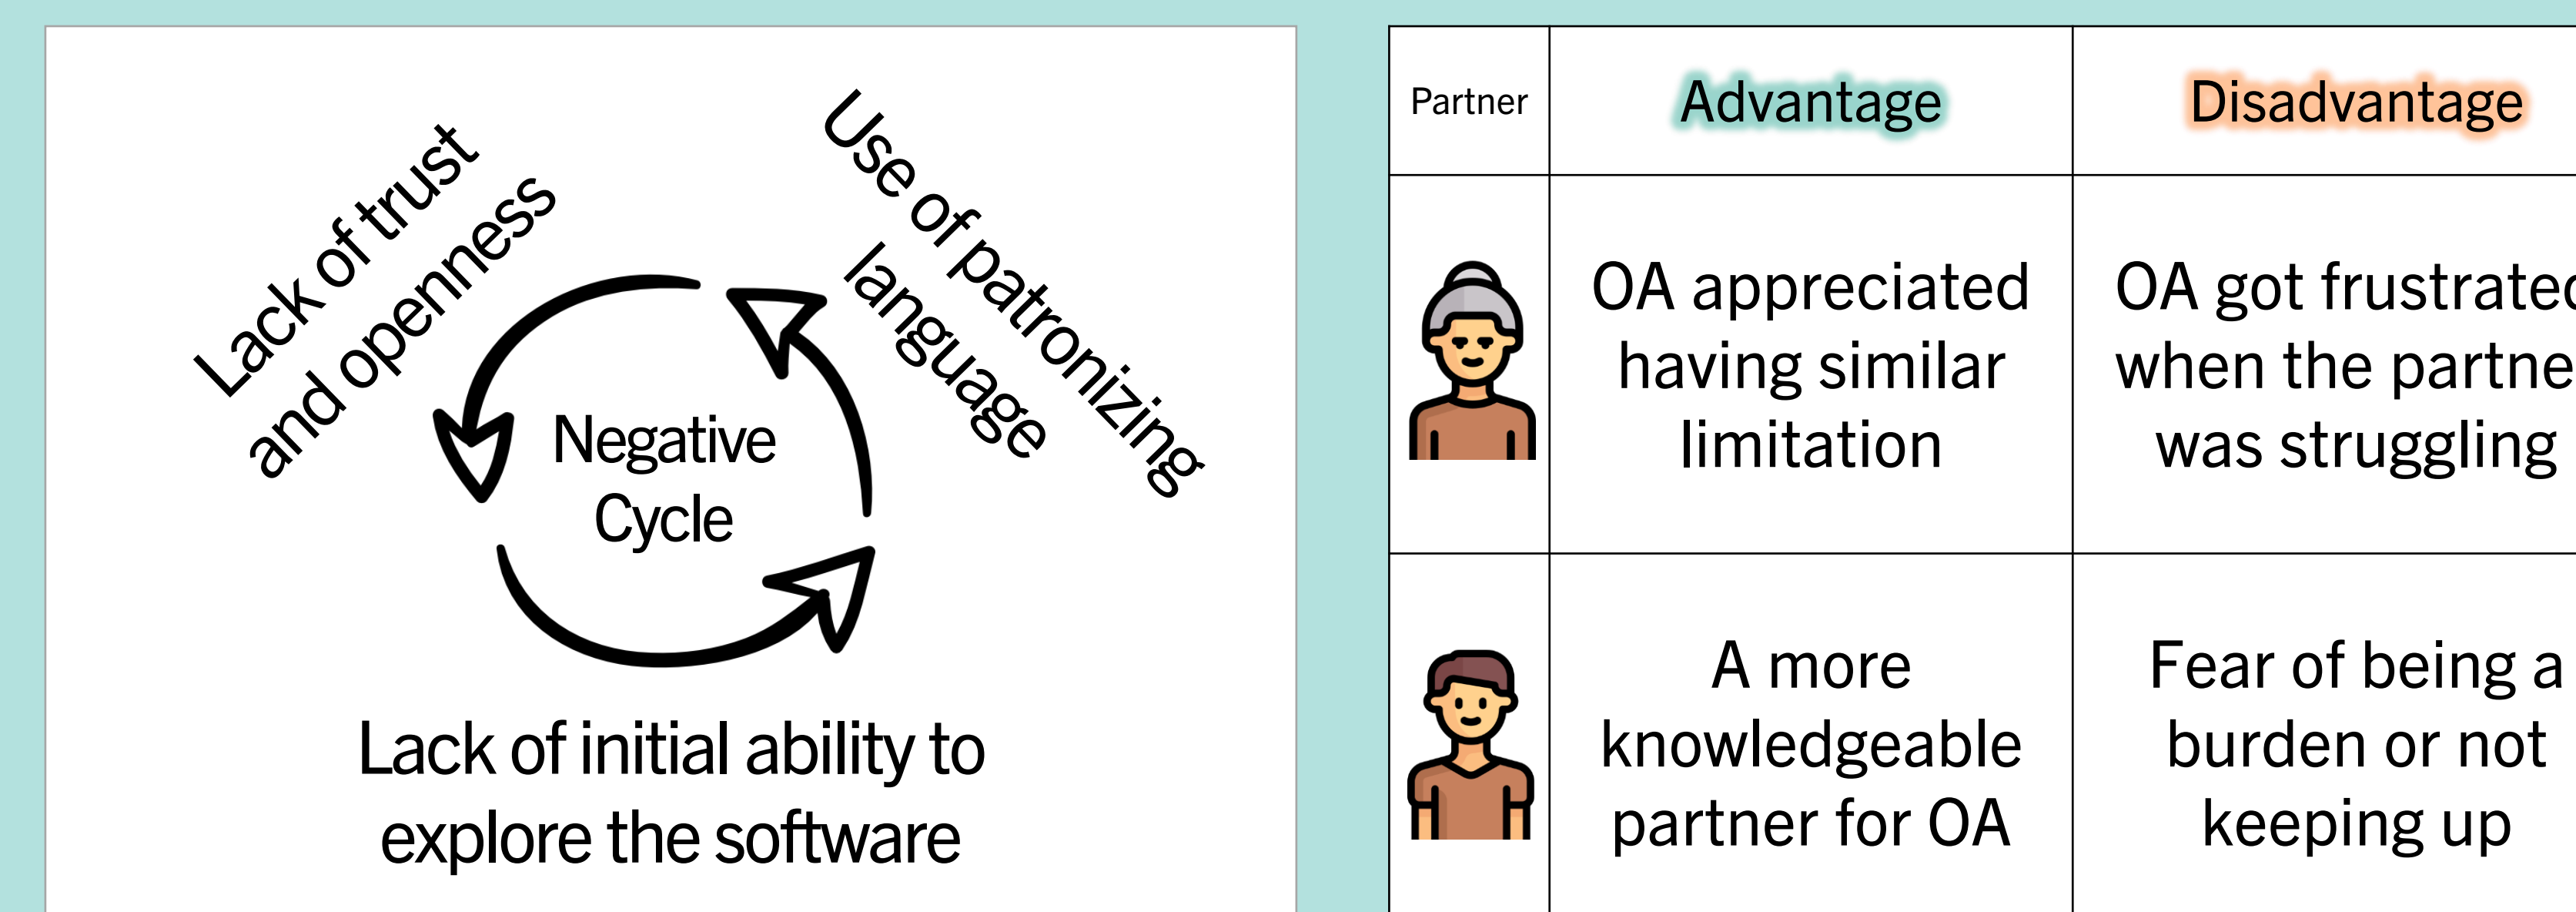 Lack of trust
and openness
Use of patronizing
language
Negative
Cycle
Lack of initial ability to
explore the software
Partner
Advantage
Disadvantage
OA appreciated
having similar
limitation
OA got frustrated
when the partner
was struggling
A more
knowledgeable
partner for OA
Fear of being a
burden or not
keeping up